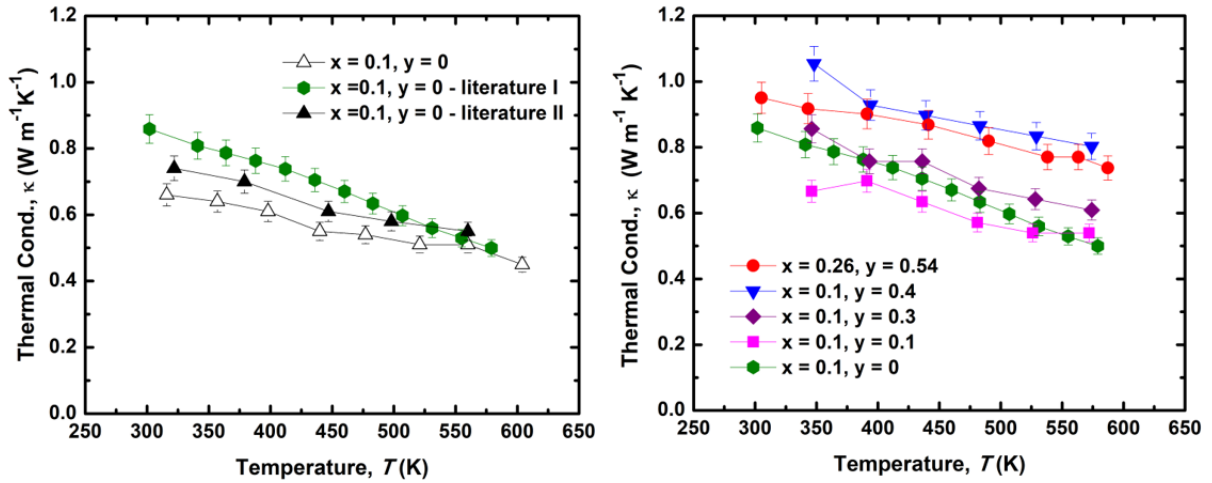 1.2
1.0
0.8
0.6
0.4
0.2
0.0
Thermal Cond., κ (W m⁻¹K⁻¹)
x = 0.1, y = 0
x =0.1, y = 0 - literature I
x =0.1, y = 0 - literature II
250 300 350 400 450 500 550 600 650
Temperature, T (K)
1.2
1.0
0.8
0.6
0.4
0.2
0.0
Thermal Cond., κ (W m⁻¹ K⁻¹)
x = 0.26, y = 0.54
x = 0.1, y = 0.4
x = 0.1, y = 0.3
x = 0.1, y = 0.1
x = 0.1, y = 0
250 300 350 400 450 500 550 600 650
Temperature, T (K)